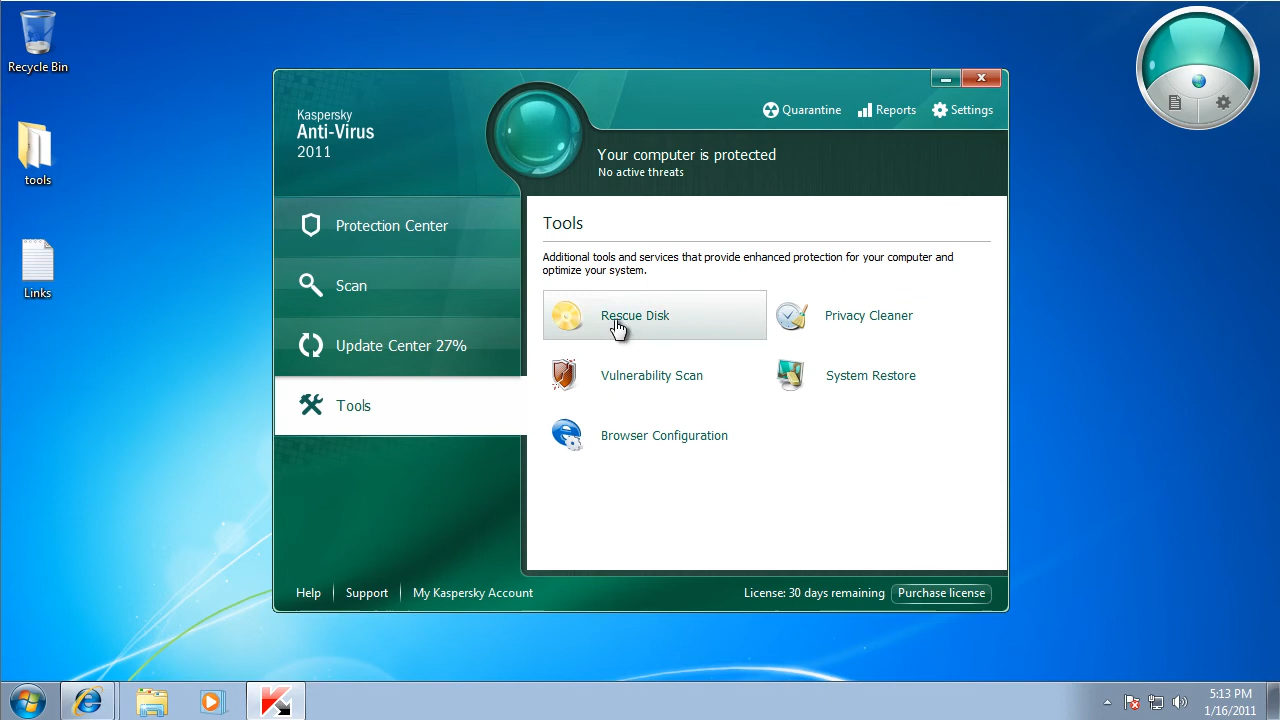 Recycle Bin
tools
Links
Kaspersky
Anti-Virus
2011
Quarantine
Reports
Settings
Your computer is protected
No active threats
Protection Center
Scan
Update Center 27%
Tools
Tools
Additional tools and services that provide enhanced protection for your computer and
optimize your system.
Rescue Disk
Privacy Cleaner
Vulnerability Scan
System Restore
Browser Configuration
Help
Support
My Kaspersky Account
License: 30 days remaining
Purchase license
5:13 PM
1/16/2011